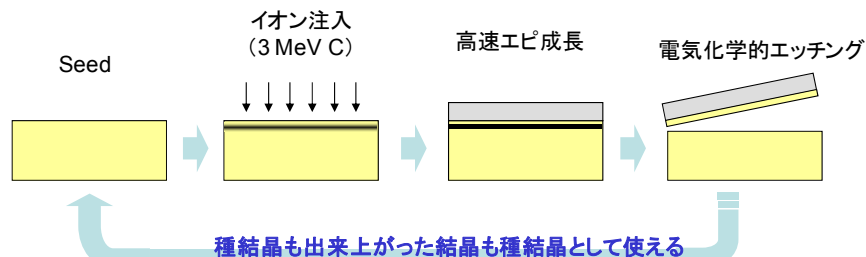 Seed
イオン注入
(3 MeV C)
高速エピ成長
電気化学的エッチング
種結晶も出来上がった結晶も種結晶として使える